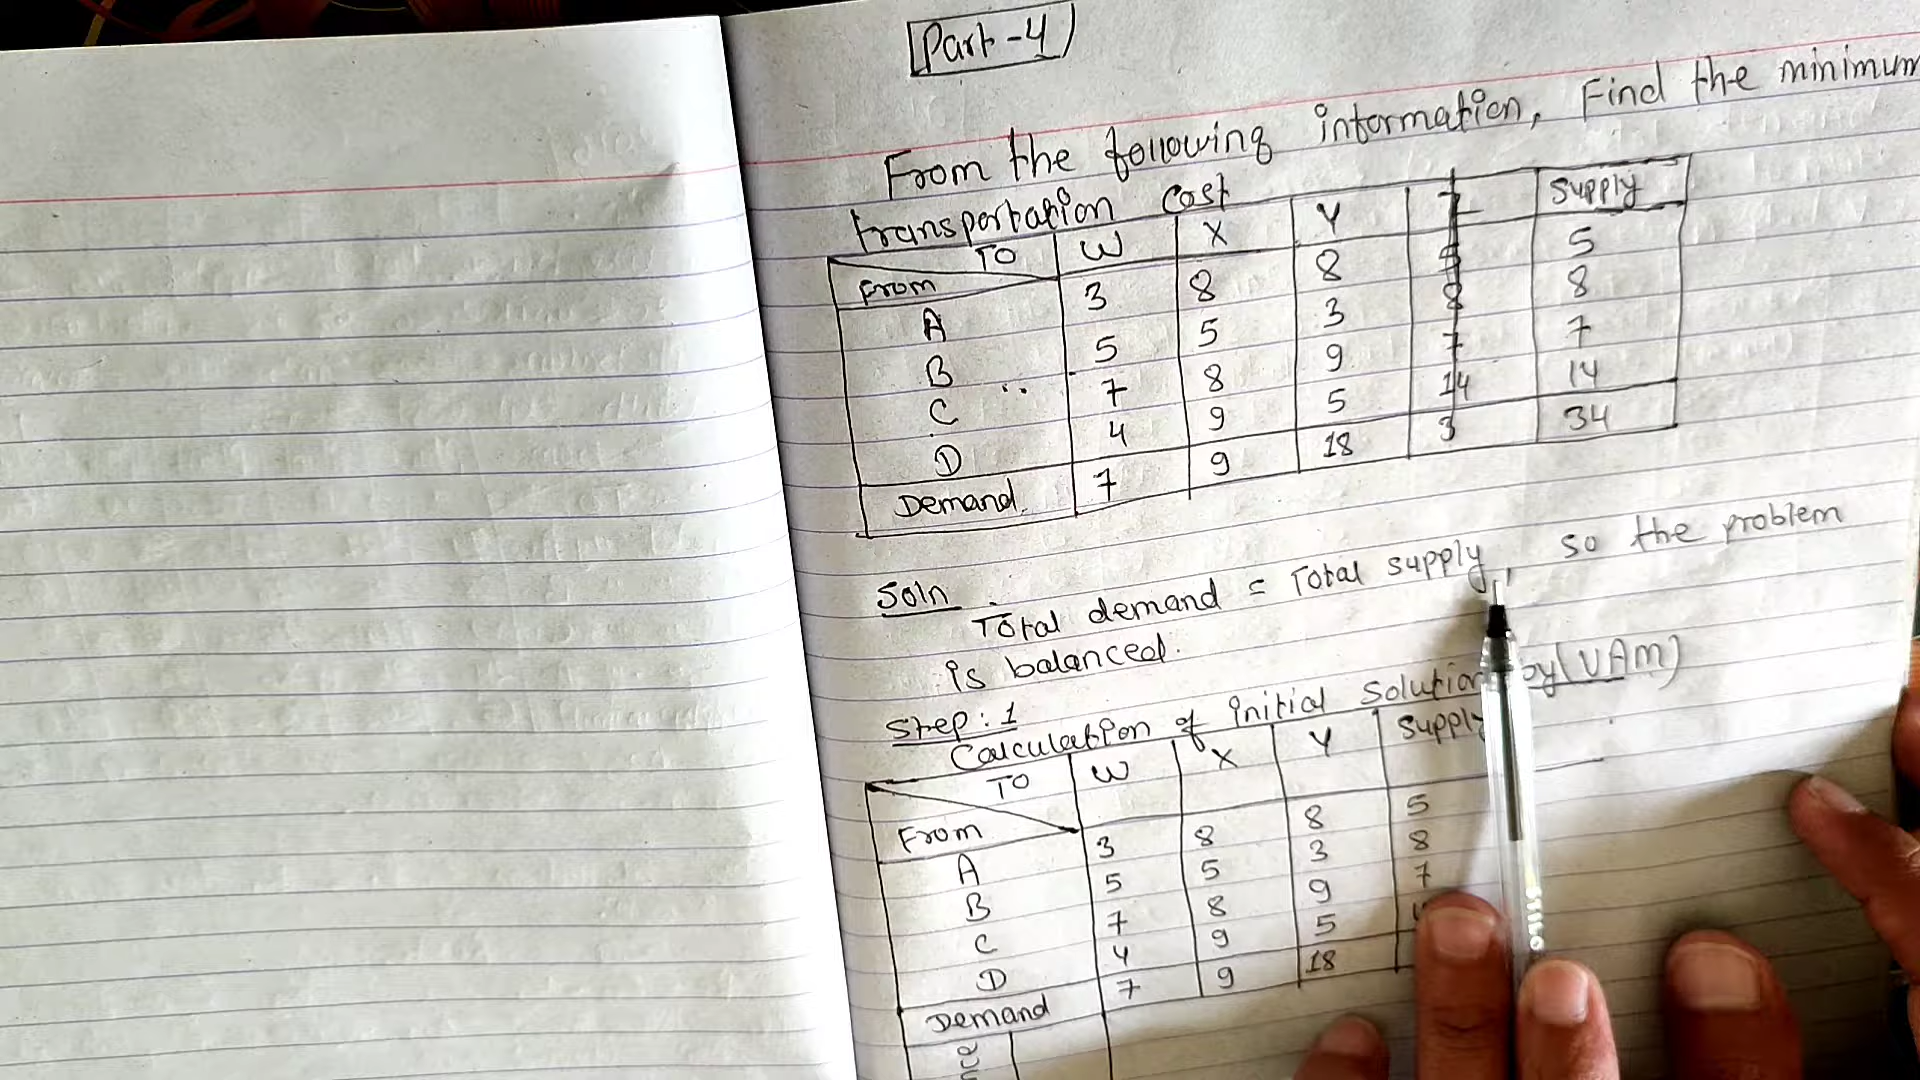 Part-4
From the following information, Find the minimum
transportation cost
TO W X Y supply
From
A 3 8 8 5
B 5 5 3 8 8
C 7 8 9 7 7
D 4 9 5 14 14
Demand 7 9 18 3 34
Soln
Total demand = Total supply, so the problem
is balanced.
Step: 1
Calculation of initial solution by (VAM)
TO W X Y supply
From
A 3 8 8 5
B 5 5 3 8
C 7 8 9 7
D 4 9 5
Demand 7 9 18
STILO